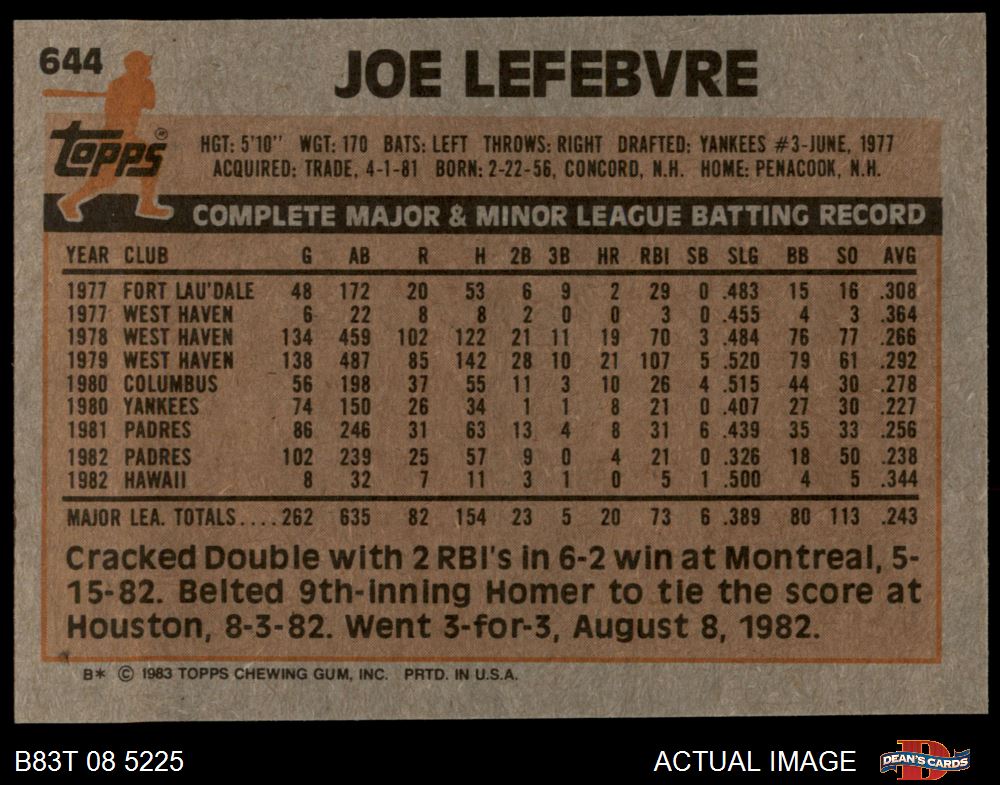 644
JOE LEFEBVRE
Topps
HGT: 5'10" WGT: 170 BATS: LEFT THROWS: RIGHT DRAFTED: YANKEES #3-JUNE, 1977
ACQUIRED: TRADE, 4-1-81 BORN: 2-22-56, CONCORD, N.H. HOME: PENACOOK, N.H.
COMPLETE MAJOR & MINOR LEAGUE BATTING RECORD
YEAR CLUB G AB R H 2B 3B HR RBI SB SLG BB SO AVG
1977 FORT LAU'DALE 48 172 20 53 6 9 2 29 0 .483 15 16 .308
1977 WEST HAVEN 6 22 8 8 2 0 0 3 0 .455 4 3 .364
1978 WEST HAVEN 134 459 102 122 21 11 19 70 3 .484 76 77 .266
1979 WEST HAVEN 138 487 85 142 28 10 21 107 5 .520 79 61 .292
1980 COLUMBUS 56 198 37 55 11 3 10 26 4 .515 44 30 .278
1980 YANKEES 74 150 26 34 1 1 8 21 0 .407 27 30 .227
1981 PADRES 86 246 31 63 13 4 8 31 6 .439 35 33 .256
1982 PADRES 102 239 25 57 9 0 4 21 0 .326 18 50 .238
1982 HAWAII 8 32 7 11 3 1 0 5 1 .500 4 5 .344
MAJOR LEA. TOTALS....262 635 82 154 23 5 20 73 6 .389 80 113 .243
Cracked Double with 2 RBI's in 6-2 win at Montreal, 5-
15-82. Belted 9th-inning Homer to tie the score at
Houston, 8-3-82. Went 3-for-3, August 8, 1982.
B* © 1983 TOPPS CHEWING GUM, INC. PRTD. IN U.S.A.
B83T 08 5225
ACTUAL IMAGE
DEAN'S CARDS